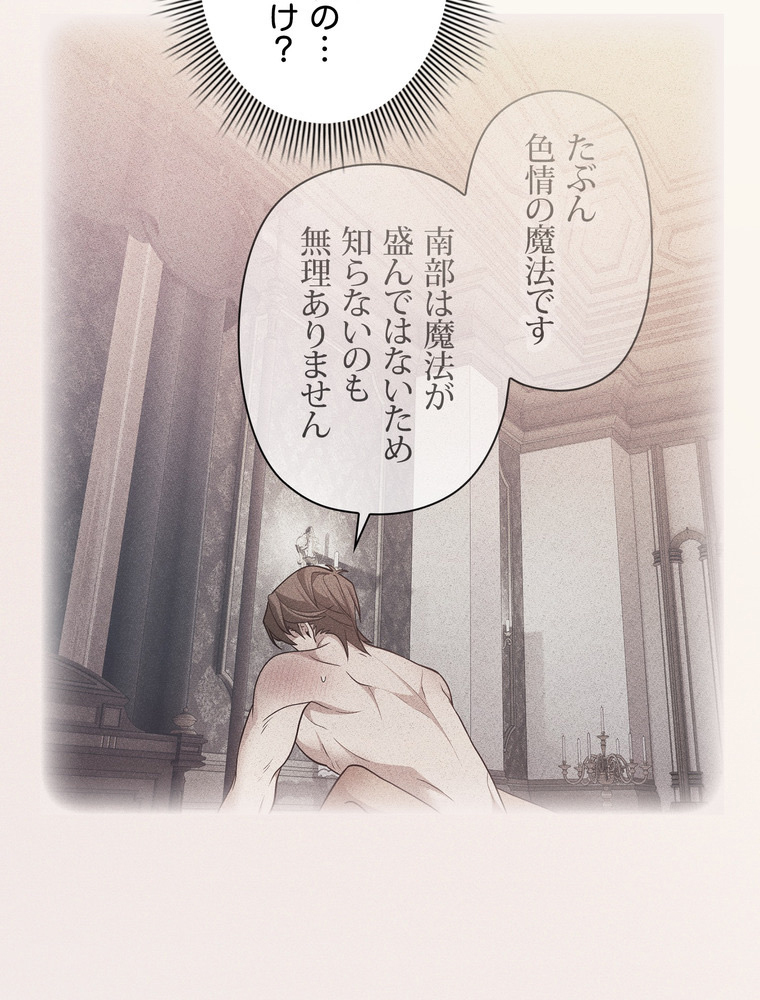 の…
け？
たぶん
色情の魔法です
南部は魔法が
盛んではないため
知らないのも
無理ありません